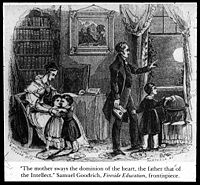 "The mother sways the dominion of the heart, the father that of
the Intellect." Samuel Goodrich, Fireside Education, frontispiece.